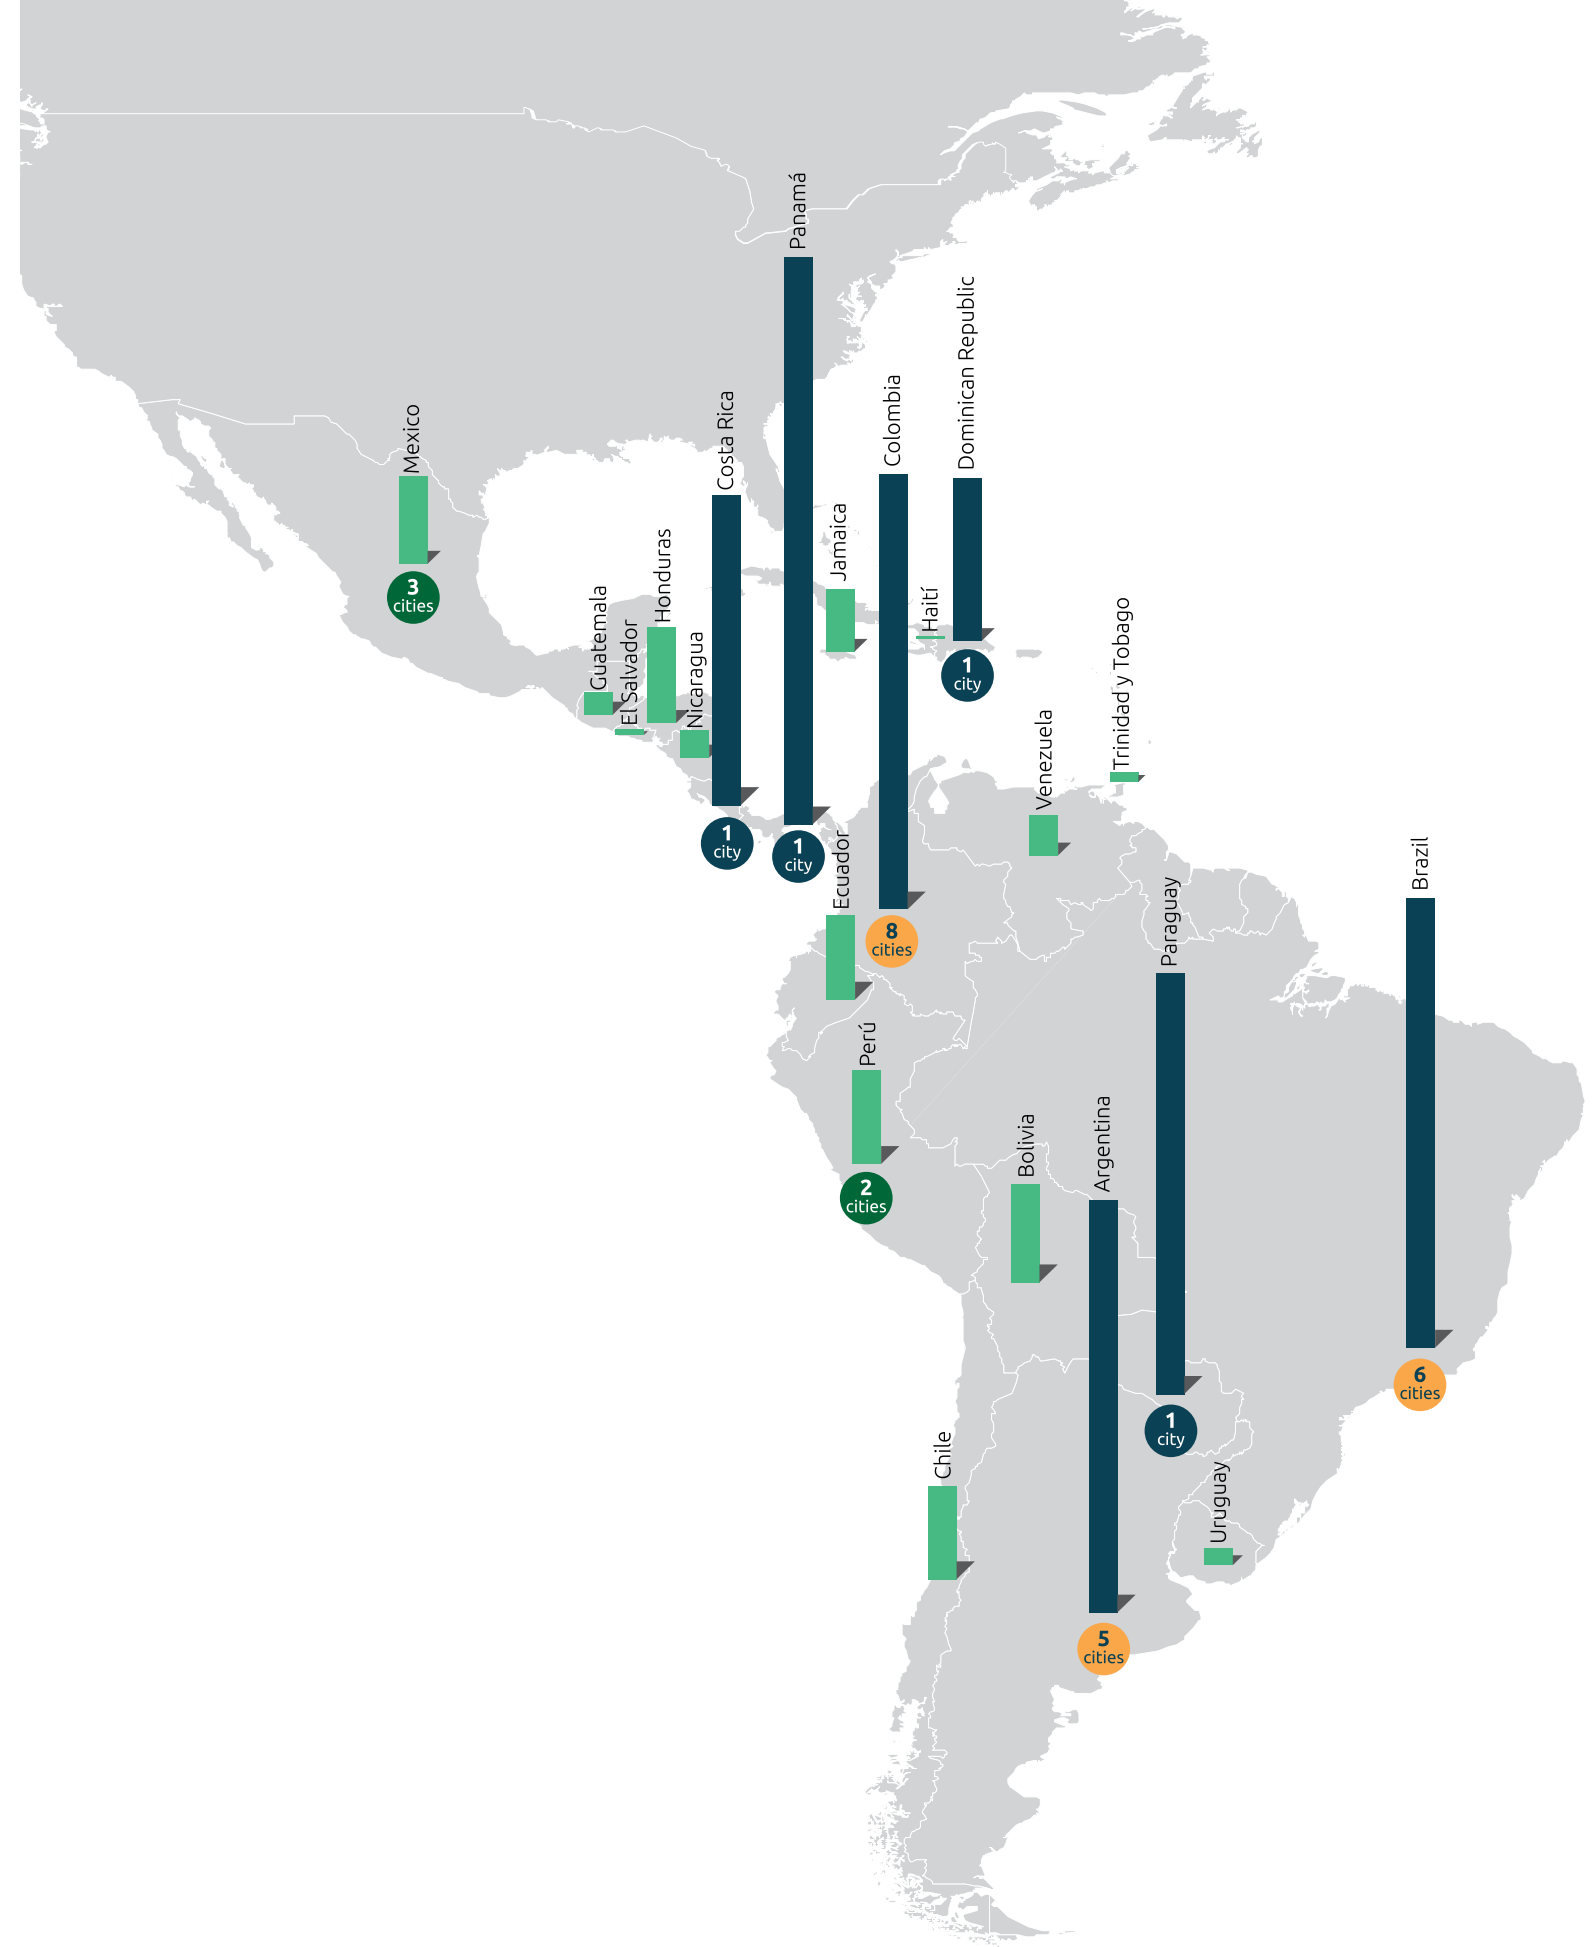 Panamá
Dominican Republic
Colombia
Costa Rica
Mexico
Jamaica
Honduras
3
cities
Guatemala
Haití
El Salvador
Nicaragua
Trinidad y Tobago
1
city
Venezuela
1
city
1
city
Ecuador
Brazil
Paraguay
8
cities
Perú
Bolivia
Argentina
2
cities
6
cities
1
city
Chile
Uruguay
5
cities